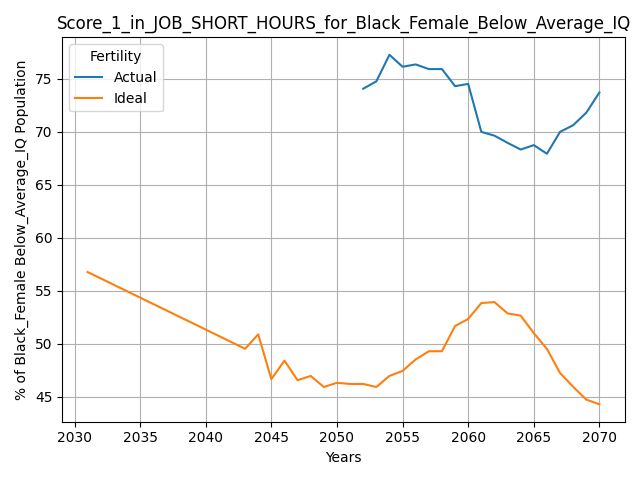 Score_1_in_JOB_SHORT_HOURS_for_Black_Female_Below_Average_IQ
Fertility
Actual
Ideal
% of Black_Female Below_Average_IQ Population
75
70
65
60
55
50
45
2030
2035
2040
2045
2050
2055
2060
2065
2070
Years